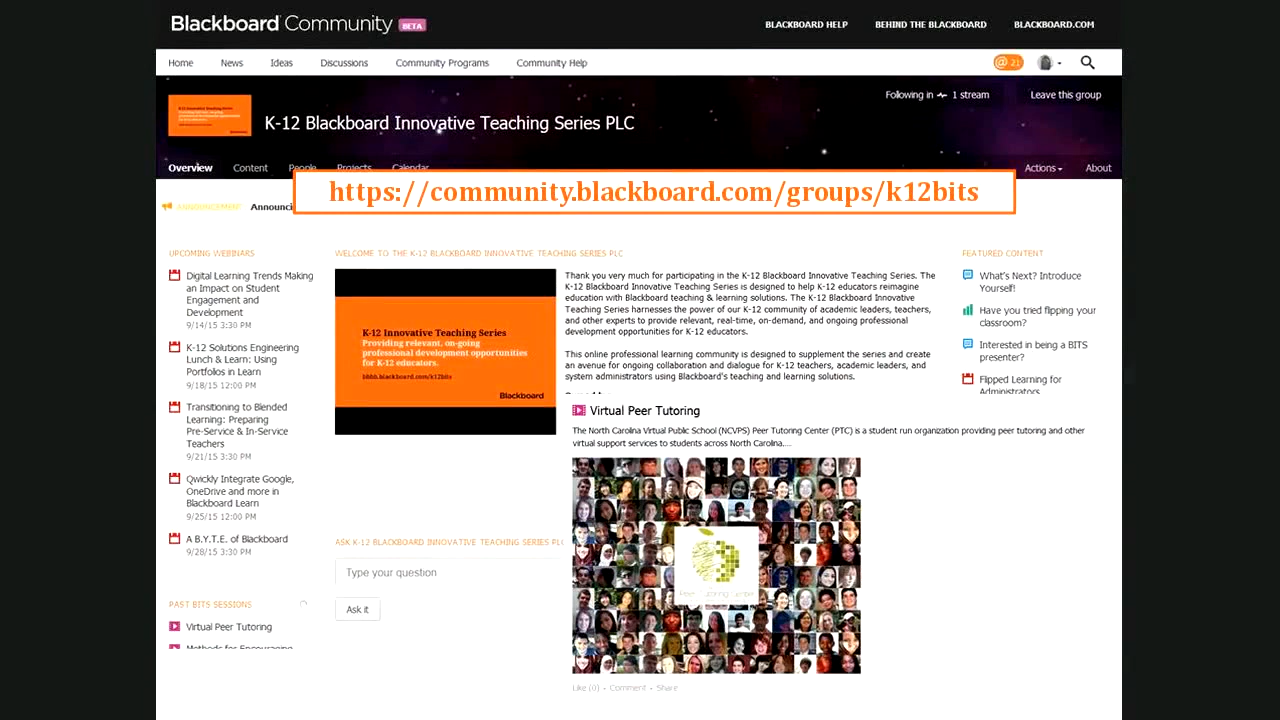 Blackboard Community BETA
BLACKBOARD HELP BEHIND THE BLACKBOARD BLACKBOARD.COM
Home News Ideas Discussions Community Programs Community Help
@ 21
Following in 1 stream Leave this group
K-12 Blackboard Innovative Teaching Series PLC
Overview Content People Projects Calendar Actions About
https://community.blackboard.com/groups/k12bits
ANNOUNCEMENT Announci
UPCOMING WEBINARS
Digital Learning Trends Making
an Impact on Student
Engagement and
Development
9/14/15 3:30 PM
K-12 Solutions Engineering
Lunch & Learn: Using
Portfolios in Learn
9/18/15 12:00 PM
Transitioning to Blended
Learning: Preparing
Pre-Service & In-Service
Teachers
9/21/15 3:30 PM
Qwickly Integrate Google,
OneDrive and more in
Blackboard Learn
9/25/15 12:00 PM
A B.Y.T.E. of Blackboard
9/28/15 3:30 PM
PAST BITS SESSIONS
Virtual Peer Tutoring
Methods for Encouraging
WELCOME TO THE K-12 BLACKBOARD INNOVATIVE TEACHING SERIES PLC
K-12 Innovative Teaching Series
Providing relevant, on-going
professional development opportunities
for K-12 educators.
bbbb.blackboard.com/k12bits
Blackboard
Thank you very much for participating in the K-12 Blackboard Innovative Teaching Series. The
K-12 Blackboard Innovative Teaching Series is designed to help K-12 educators reimagine
education with Blackboard teaching & learning solutions. The K-12 Blackboard Innovative
Teaching Series harnesses the power of our K-12 community of academic leaders, teachers,
and other experts to provide relevant, real-time, on-demand, and ongoing professional
development opportunities for K-12 educators.
This online professional learning community is designed to supplement the series and create
an avenue for ongoing collaboration and dialogue for K-12 teachers, academic leaders, and
system administrators using Blackboard's teaching and learning solutions.
ASK K-12 BLACKBOARD INNOVATIVE TEACHING SERIES PLC
Type your question
Ask it
Virtual Peer Tutoring
The North Carolina Virtual Public School (NCVPS) Peer Tutoring Center (PTC) is a student run organization providing peer tutoring and other
virtual support services to students across North Carolina....
Peer Tutoring Center
Like (0) • Comment • Share
FEATURED CONTENT
What's Next? Introduce
Yourself!
Have you tried flipping your
classroom?
Interested in being a BITS
presenter?
Flipped Learning for
Administrators